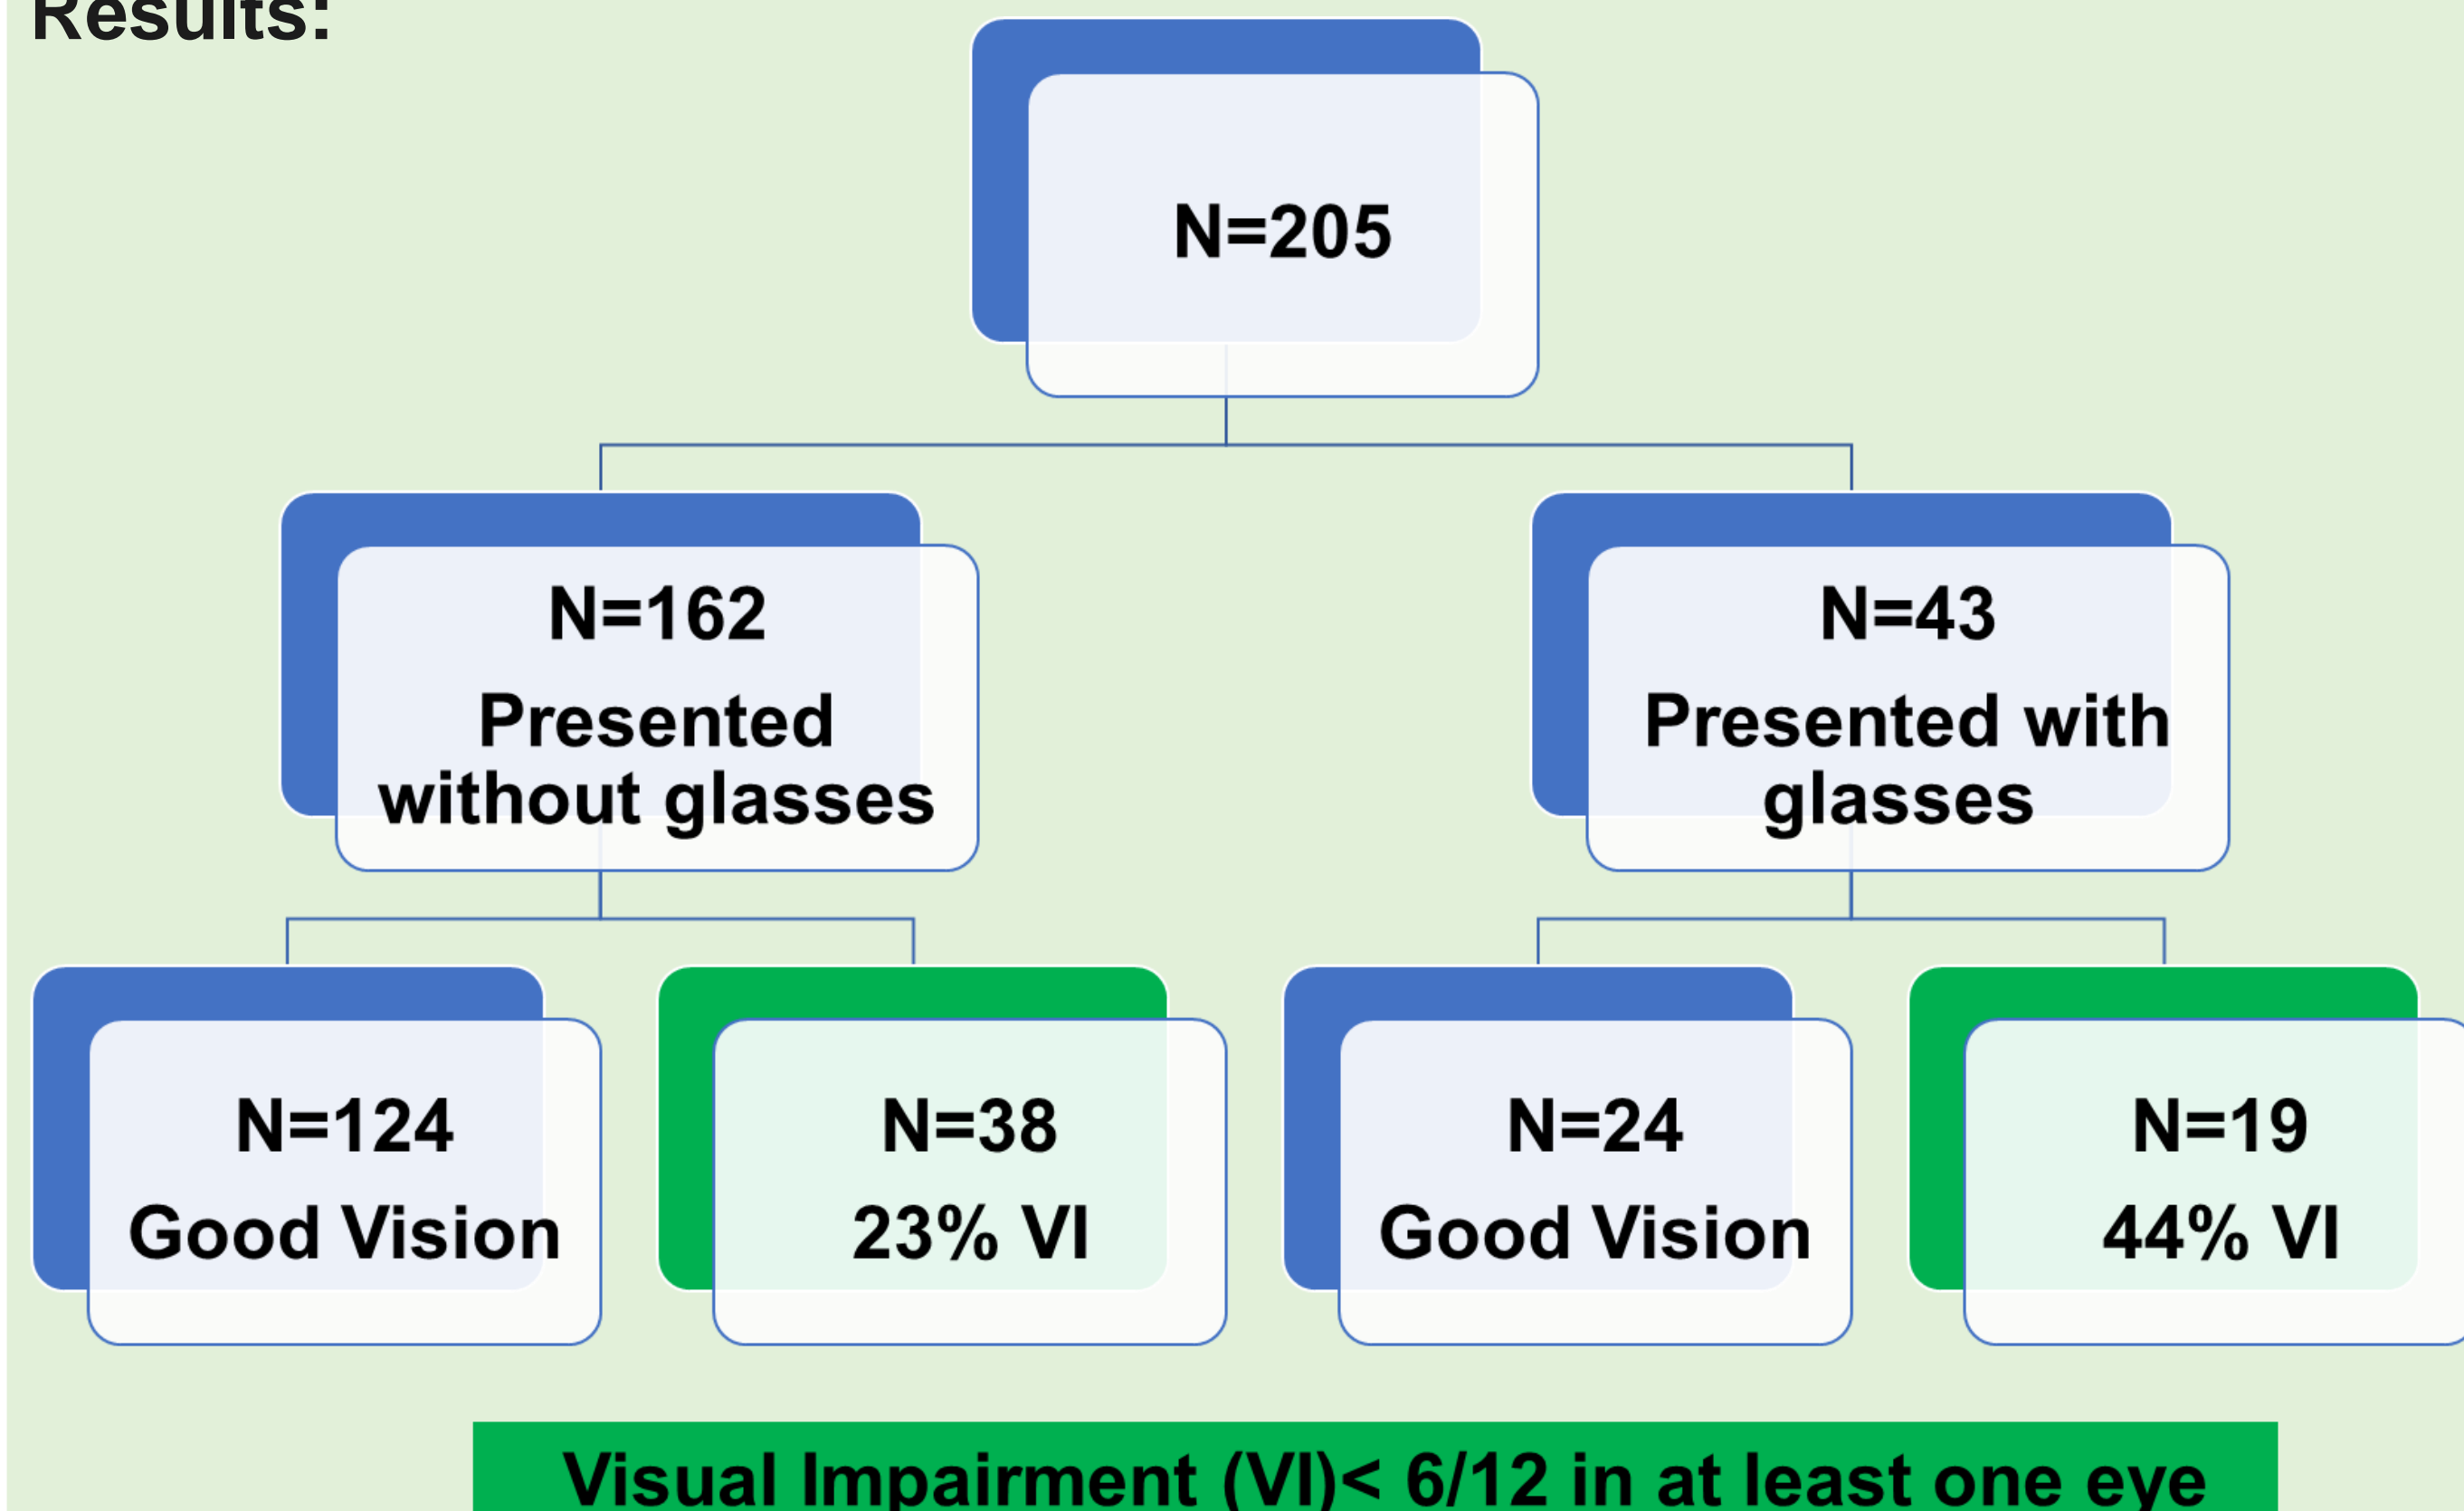 Results:
N=205
N=162
Presented
without glasses
N=43
Presented with
glasses
N=124
Good Vision
N=38
23% VI
N=24
Good Vision
N=19
44% VI
Visual Impairment (VI)< 6/12 in at least one eye